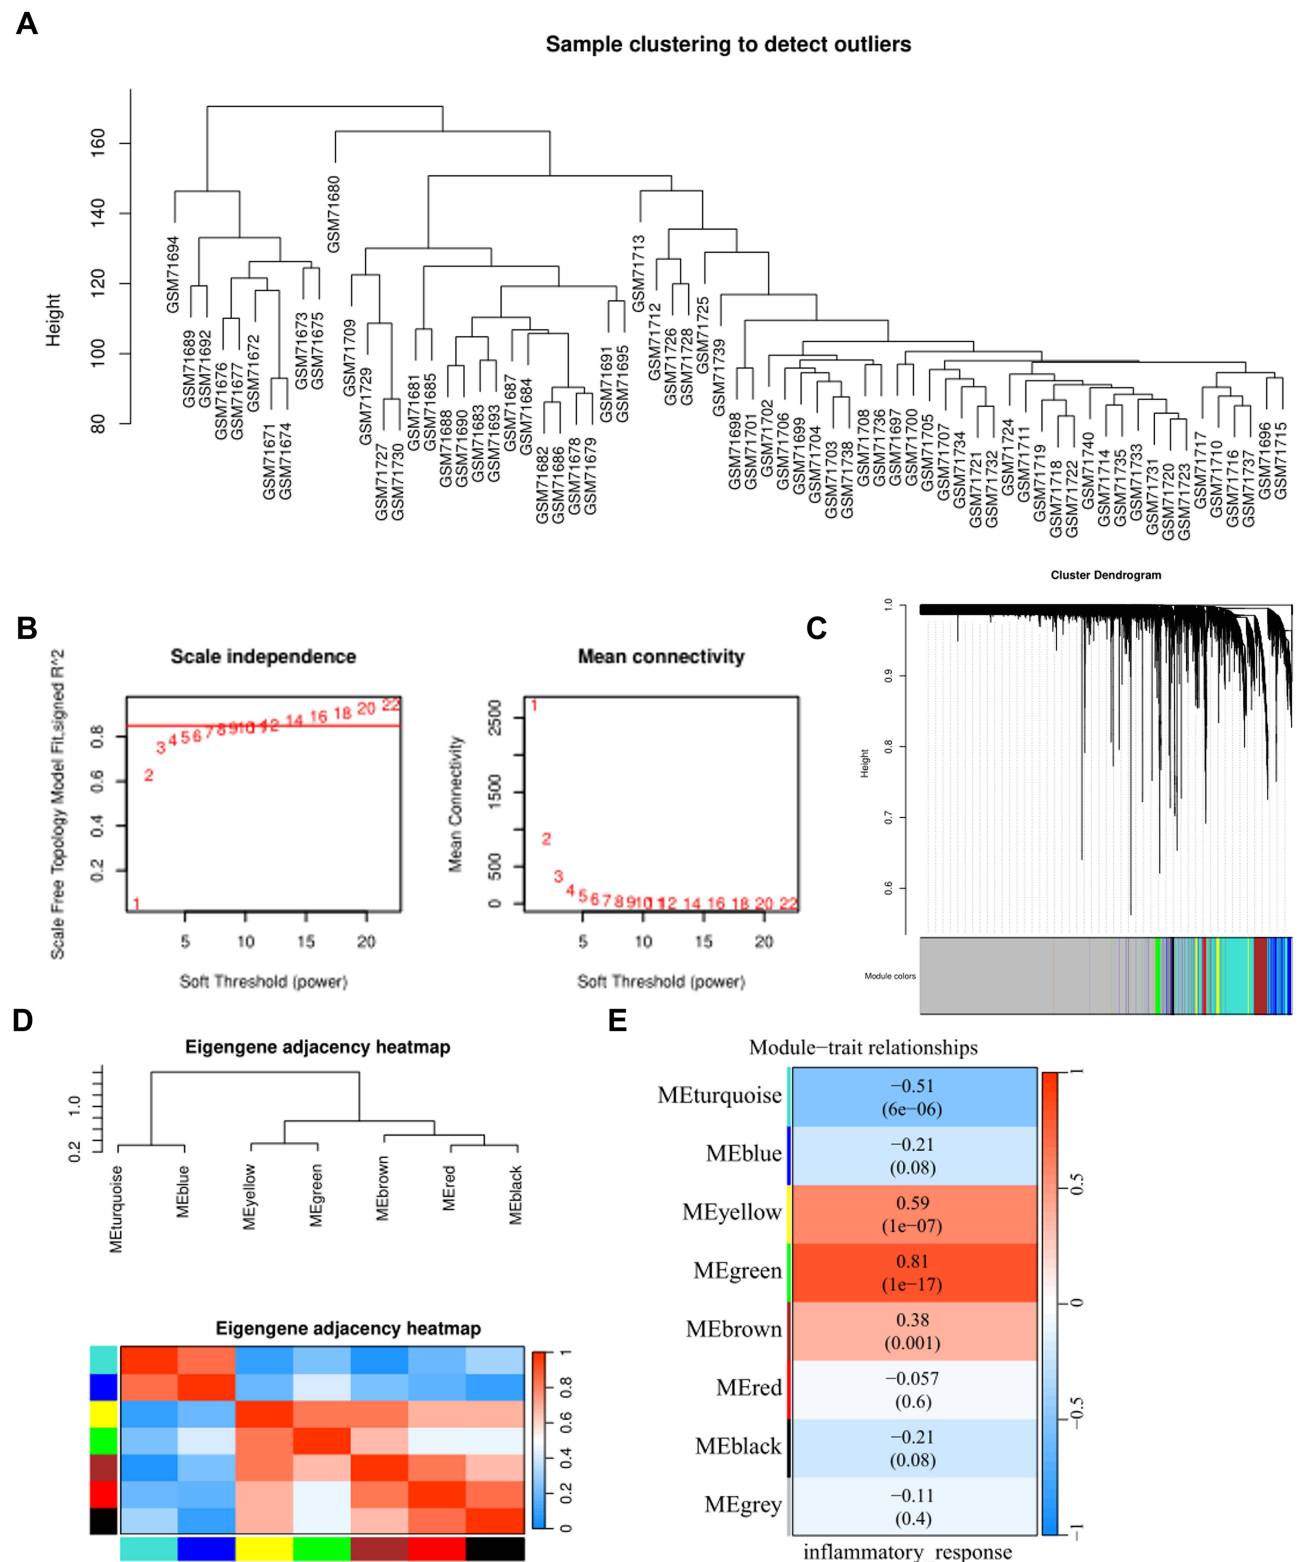 A
Sample clustering to detect outliers
Height
160
140
120
100
80
GSM71694
GSM71689
GSM71692
GSM71676
GSM71677
GSM71672
GSM71671
GSM71674
GSM71673
GSM71675
GSM71680
GSM71709
GSM71729
GSM71727
GSM71730
GSM71681
GSM71685
GSM71688
GSM71690
GSM71683
GSM71693
GSM71687
GSM71684
GSM71682
GSM71686
GSM71678
GSM71679
GSM71691
GSM71695
GSM71713
GSM71712
GSM71726
GSM71728
GSM71725
GSM71739
GSM71698
GSM71701
GSM71702
GSM71706
GSM71699
GSM71704
GSM71703
GSM71738
GSM71708
GSM71736
GSM71697
GSM71700
GSM71705
GSM71707
GSM71734
GSM71721
GSM71732
GSM71724
GSM71711
GSM71719
GSM71718
GSM71722
GSM71740
GSM71714
GSM71735
GSM71733
GSM71731
GSM71720
GSM71723
GSM71717
GSM71710
GSM71716
GSM71737
GSM71696
GSM71715
B
Scale independence
Scale Free Topology Model Fit,signed R^2
0.8
0.6
0.4
0.2
1 2 3 4 5 6 7 8 9 10 11 12 14 16 18 20 22
5 10 15 20
Soft Threshold (power)
Mean connectivity
Mean Connectivity
2500
1500
500
0
1 2 3 4 5 6 7 8 9 10 11 12 14 16 18 20 22
5 10 15 20
Soft Threshold (power)
C
Cluster Dendrogram
Height
1.0
0.9
0.8
0.7
0.6
Module colors
D
Eigengene adjacency heatmap
1.0
0.2
MEturquoise
MEblue
MEyellow
MEgreen
MEbrown
MEred
MEblack
Eigengene adjacency heatmap
1
0.8
0.6
0.4
0.2
0
E
Module−trait relationships
MEturquoise −0.51
(6e−06)
MEblue −0.21
(0.08)
MEyellow 0.59
(1e−07)
MEgreen 0.81
(1e−17)
MEbrown 0.38
(0.001)
MEred −0.057
(0.6)
MEblack −0.21
(0.08)
MEgrey −0.11
(0.4)
1
0.5
0
−0.5
−1
inflammatory_response